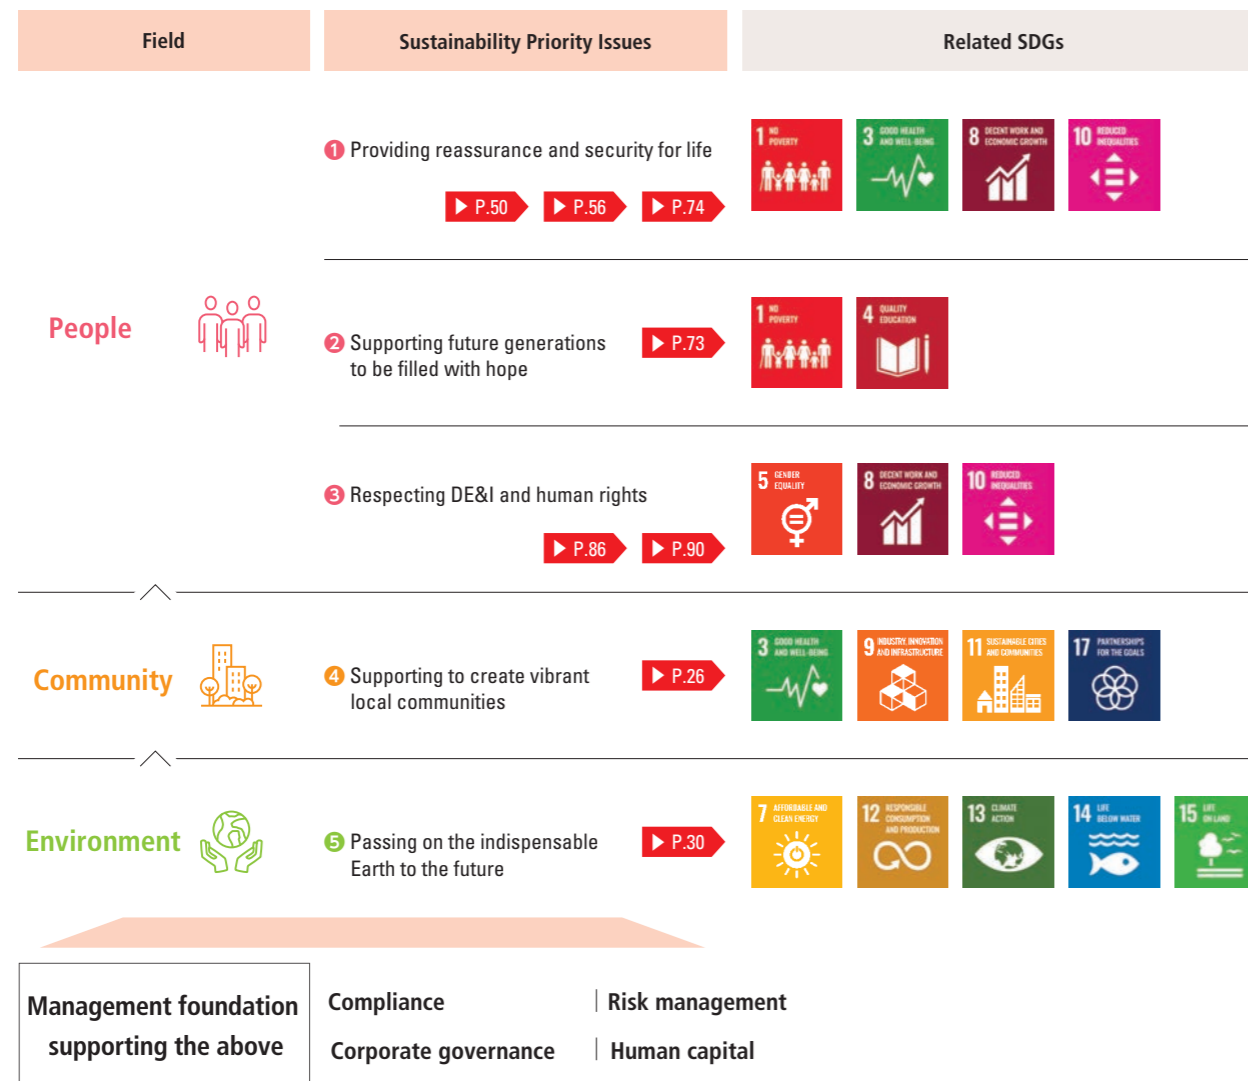 Field
Sustainability Priority Issues
Related SDGs
People
1 Providing reassurance and security for life
▶ P.50 ▶ P.56 ▶ P.74
1 NO
POVERTY
3 GOOD HEALTH
AND WELL-BEING
8 DECENT WORK AND
ECONOMIC GROWTH
10 REDUCED
INEQUALITIES
2 Supporting future generations
to be filled with hope
▶ P.73
1 NO
POVERTY
4 QUALITY
EDUCATION
3 Respecting DE&I and human rights
▶ P.86 ▶ P.90
5 GENDER
EQUALITY
8 DECENT WORK AND
ECONOMIC GROWTH
10 REDUCED
INEQUALITIES
Community
4 Supporting to create vibrant
local communities
▶ P.26
3 GOOD HEALTH
AND WELL-BEING
9 INDUSTRY, INNOVATION
AND INFRASTRUCTURE
11 SUSTAINABLE CITIES
AND COMMUNITIES
17 PARTNERSHIPS
FOR THE GOALS
Environment
5 Passing on the indispensable
Earth to the future
▶ P.30
7 AFFORDABLE AND
CLEAN ENERGY
12 RESPONSIBLE
CONSUMPTION
AND PRODUCTION
13 CLIMATE
ACTION
14 LIFE
BELOW WATER
15 LIFE
ON LAND
Management foundation
supporting the above
Compliance | Risk management
Corporate governance | Human capital